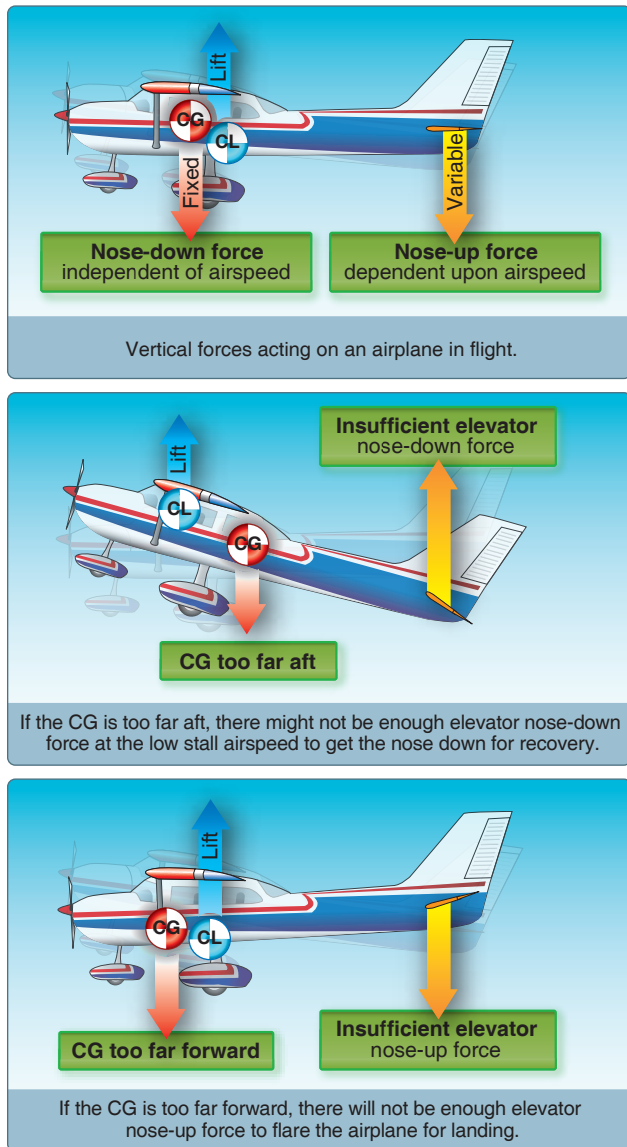 Lift
CG
CL
Fixed
Variable
Nose-down force
independent of airspeed
Nose-up force
dependent upon airspeed
Vertical forces acting on an airplane in flight.
Insufficient elevator
nose-down force
Lift
CL
CG
CG too far aft
If the CG is too far aft, there might not be enough elevator nose-down
force at the low stall airspeed to get the nose down for recovery.
Lift
CG
CL
CG too far forward
Insufficient elevator
nose-up force
If the CG is too far forward, there will not be enough elevator
nose-up force to flare the airplane for landing.